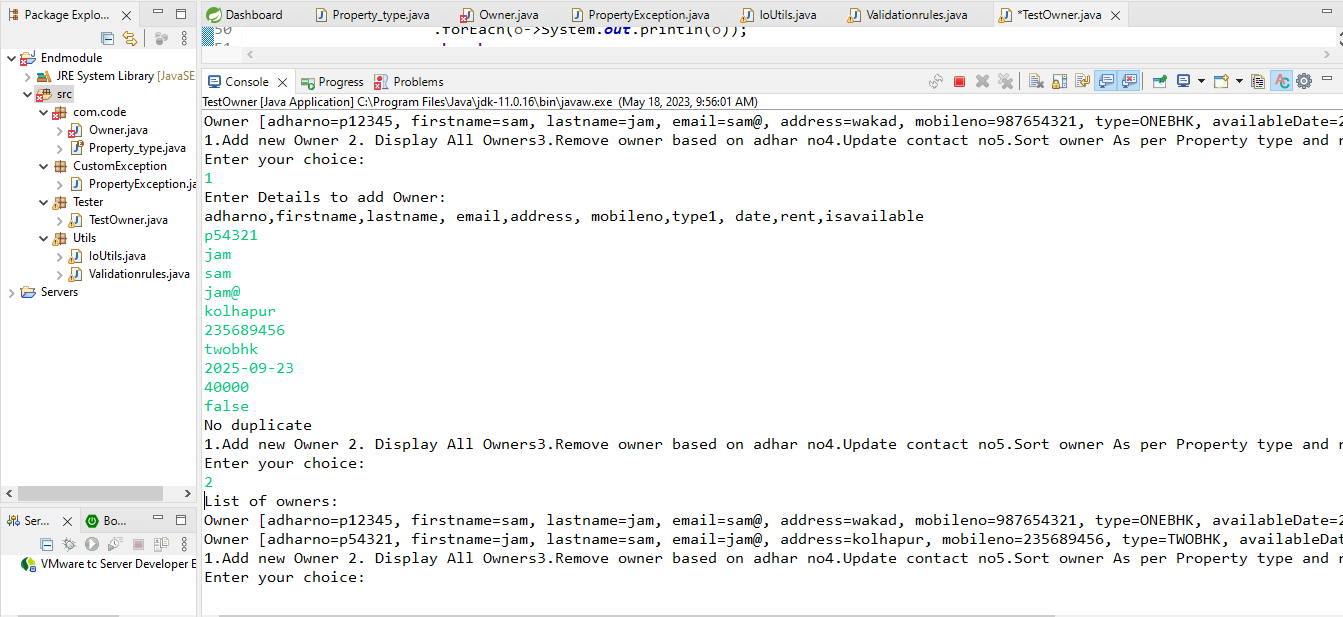 Package Explo...
Dashboard
Property_type.java
Owner.java
PropertyException.java
IoUtils.java
Validationrules.java
*TestOwner.java
50
.forEach(o->System.out.println(o));
Endmodule
JRE System Library [JavaSE
src
com.code
Owner.java
Property_type.java
CustomException
PropertyException.ja
Tester
TestOwner.java
Utils
IoUtils.java
Validationrules.java
Servers
Ser...
Bo...
VMware tc Server Developer E
Console
Progress
Problems
TestOwner [Java Application] C:\Program Files\Java\jdk-11.0.16\bin\javaw.exe (May 18, 2023, 9:56:01 AM)
Owner [adharno=p12345, firstname=sam, lastname=jam, email=sam@, address=wakad, mobileno=987654321, type=ONEBHK, availableDate=2
1.Add new Owner 2. Display All Owners3.Remove owner based on adhar no4.Update contact no5.Sort owner As per Property type and r
Enter your choice:
1
Enter Details to add Owner:
adharno,firstname,lastname, email,address, mobileno,type1, date,rent,isavailable
p54321
jam
sam
jam@
kolhapur
235689456
twobhk
2025-09-23
40000
false
No duplicate
1.Add new Owner 2. Display All Owners3.Remove owner based on adhar no4.Update contact no5.Sort owner As per Property type and r
Enter your choice:
2
List of owners:
Owner [adharno=p12345, firstname=sam, lastname=jam, email=sam@, address=wakad, mobileno=987654321, type=ONEBHK, availableDate=2
Owner [adharno=p54321, firstname=jam, lastname=sam, email=jam@, address=kolhapur, mobileno=235689456, type=TWOBHK, availableDat
1.Add new Owner 2. Display All Owners3.Remove owner based on adhar no4.Update contact no5.Sort owner As per Property type and r
Enter your choice: